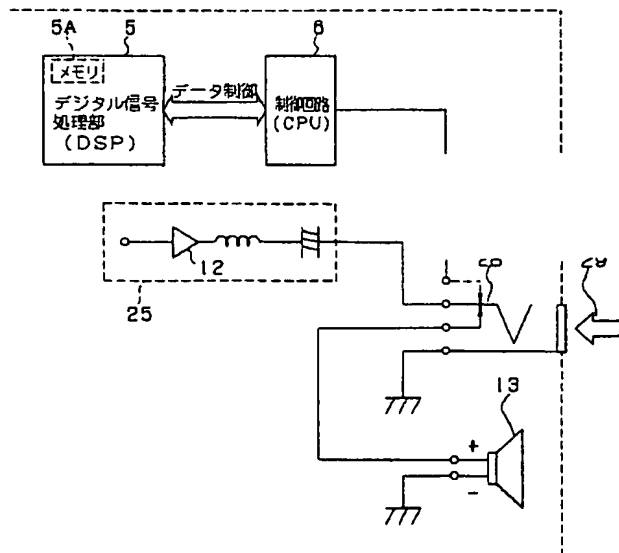 5A
5
6
メモリ
データ制御
デジタル信号
処理部
(DSP)
制御回路
(CPU)
12
25
13
+
-